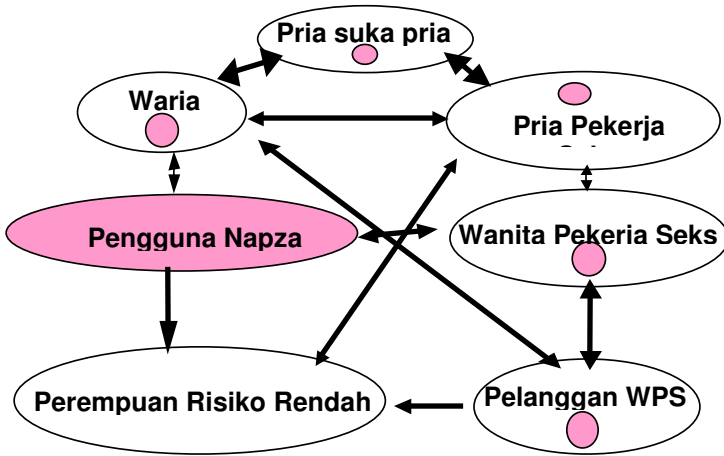 Pria suka pria
Waria
Pria Pekerja
Pengguna Napza
Wanita Pekerja Seks
Perempuan Risiko Rendah
Pelanggan WPS